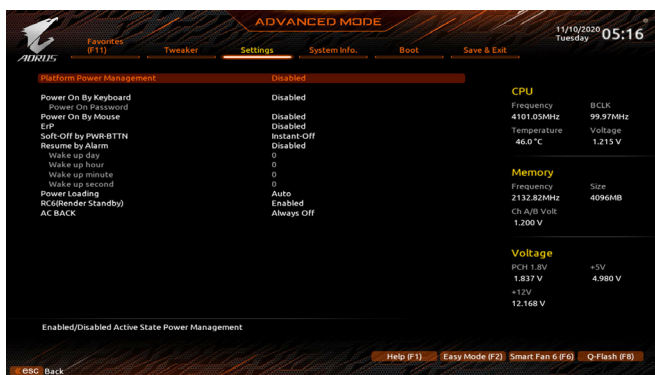 ADVANCED MODE
11/10/2020 Tuesday 05:16
AORUS
Favorites (F11) Tweaker Settings System Info. Boot Save & Exit
Platform Power Management Disabled
Power On By Keyboard Disabled
Power On Password
Power On By Mouse Disabled
ErP Disabled
Soft-Off by PWR-BTTN Instant-Off
Resume by Alarm Disabled
Wake up day 0
Wake up hour 0
Wake up minute 0
Wake up second 0
Power Loading Auto
RC6(Render Standby) Enabled
AC BACK Always Off
CPU
Frequency BCLK
4101.05MHz 99.97MHz
Temperature Voltage
46.0 °C 1.215 V
Memory
Frequency Size
2132.82MHz 4096MB
Ch A/B Volt
1.200 V
Voltage
PCH 1.8V +5V
1.837 V 4.980 V
+12V
12.168 V
Enabled/Disabled Active State Power Management
Help (F1) Easy Mode (F2) Smart Fan 6 (F6) Q-Flash (F8)
esc Back